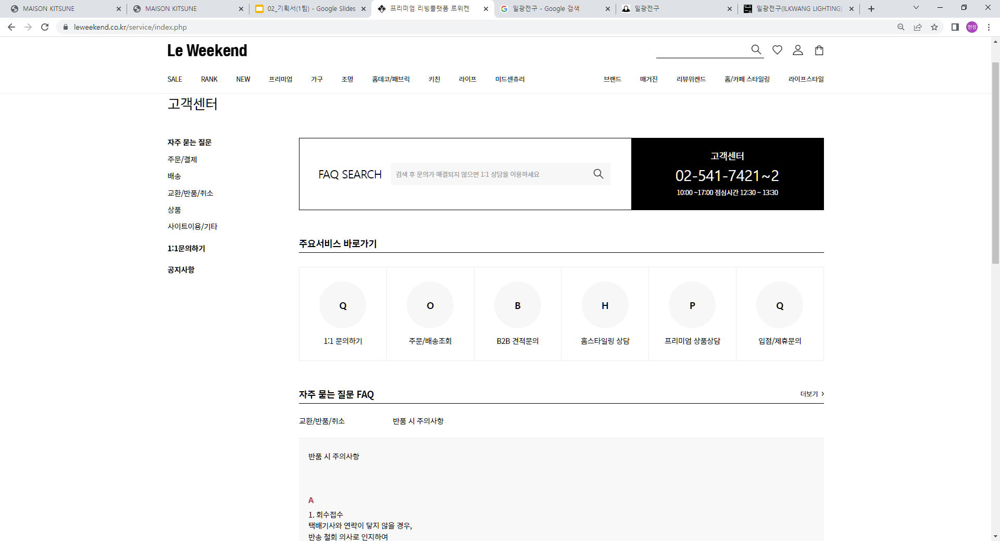 MAISON KITSUNE
MAISON KITSUNE
02_기획서(1팀) - Google Slides
프리미엄 리빙플랫폼 르위켄
일광전구 - Google 검색
일광전구
일광전구(ILKWANG LIGHTING)
leweekend.co.kr/service/index.php
현정
Le Weekend
SALE RANK NEW 프리미엄 가구 조명 홈데코/패브릭 키친 라이프 미드센츄리 브랜드 매거진 리뷰위켄드 홈/카페 스타일링 라이프스타일
고객센터
자주 묻는 질문
주문/결제
배송
교환/반품/취소
상품
사이트이용/기타
1:1문의하기
공지사항
FAQ SEARCH
검색 후 문의가 해결되지 않으면 1:1 상담을 이용하세요
고객센터
02-541-7421~2
10:00 ~17:00 점심시간 12:30 ~ 13:30
주요서비스 바로가기
Q O B H P Q
1:1 문의하기 주문/배송조회 B2B 견적문의 홈스타일링 상담 프리미엄 상품상담 입점/제휴문의
자주 묻는 질문 FAQ
더보기
교환/반품/취소 반품 시 주의사항
반품 시 주의사항
A
1. 회수접수
택배기사와 연락이 닿지 않을 경우,
반송 철회 의사로 인지하여